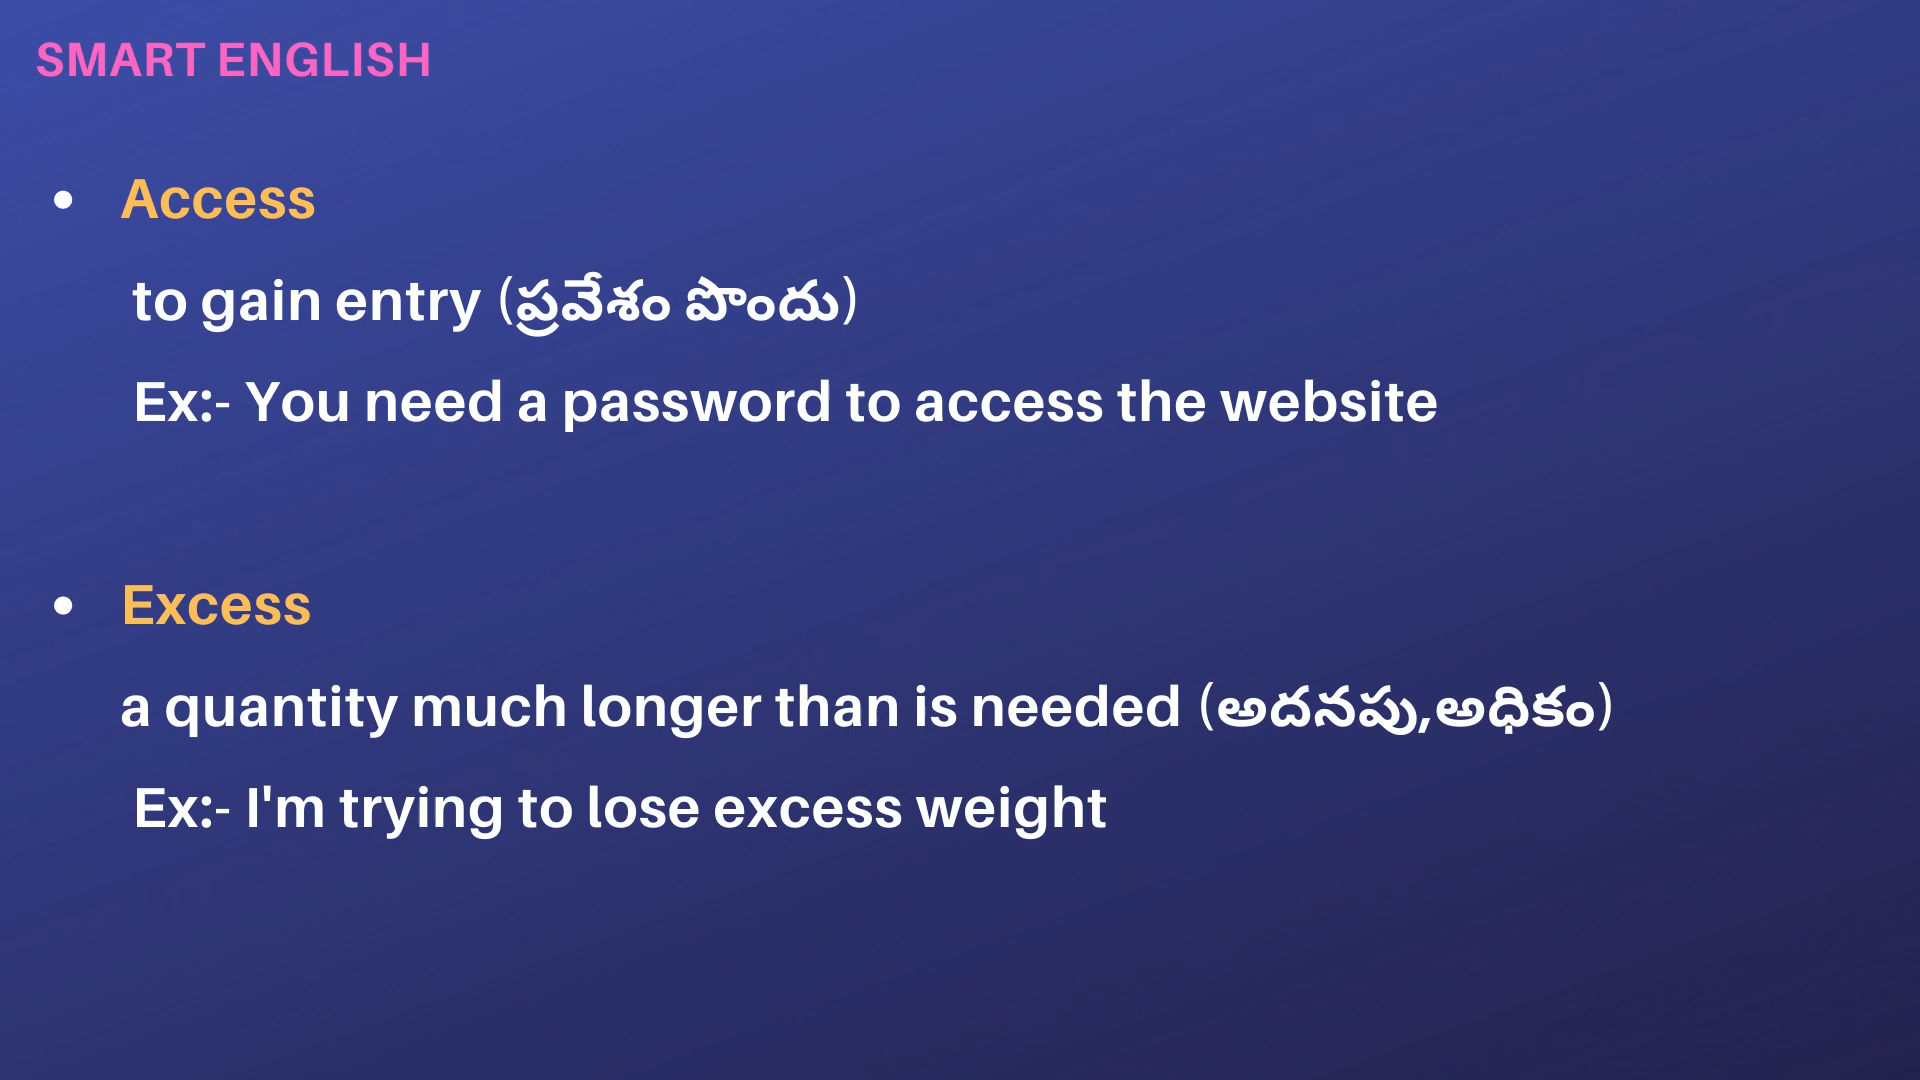 SMART ENGLISH
• Access
to gain entry (ప్రవేశం పొందు)
Ex:- You need a password to access the website
• Excess
a quantity much longer than is needed (అదనపు,అధికం)
Ex:- I'm trying to lose excess weight